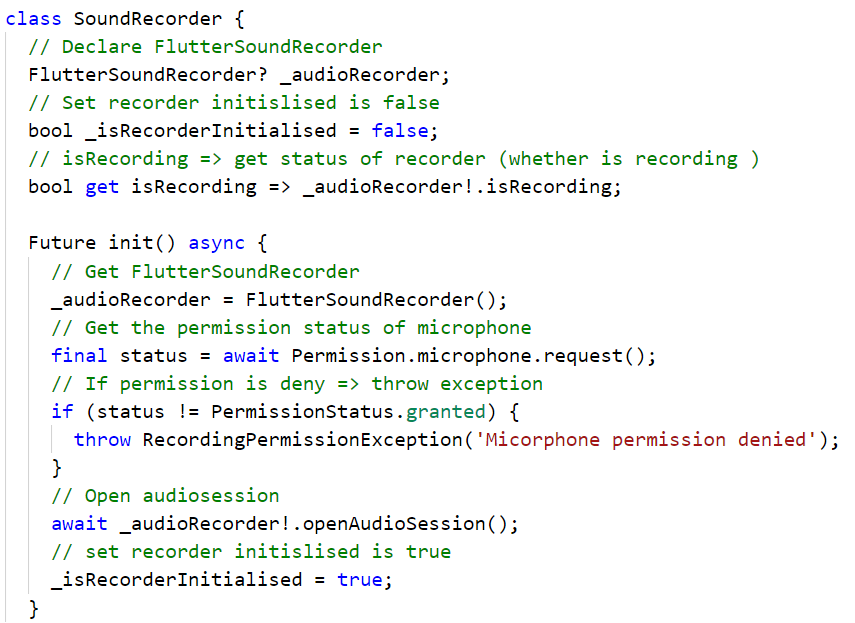 class SoundRecorder {
  // Declare FlutterSoundRecorder
  FlutterSoundRecorder? _audioRecorder;
  // Set recorder initislised is false
  bool _isRecorderInitialised = false;
  // isRecording => get status of recorder (whether is recording )
  bool get isRecording => _audioRecorder!.isRecording;

  Future init() async {
    // Get FlutterSoundRecorder
    _audioRecorder = FlutterSoundRecorder();
    // Get the permission status of microphone
    final status = await Permission.microphone.request();
    // If permission is deny => throw exception
    if (status != PermissionStatus.granted) {
      throw RecordingPermissionException('Micorphone permission denied');
    }
    // Open audiosession
    await _audioRecorder!.openAudioSession();
    // set recorder initislised is true
    _isRecorderInitialised = true;
  }